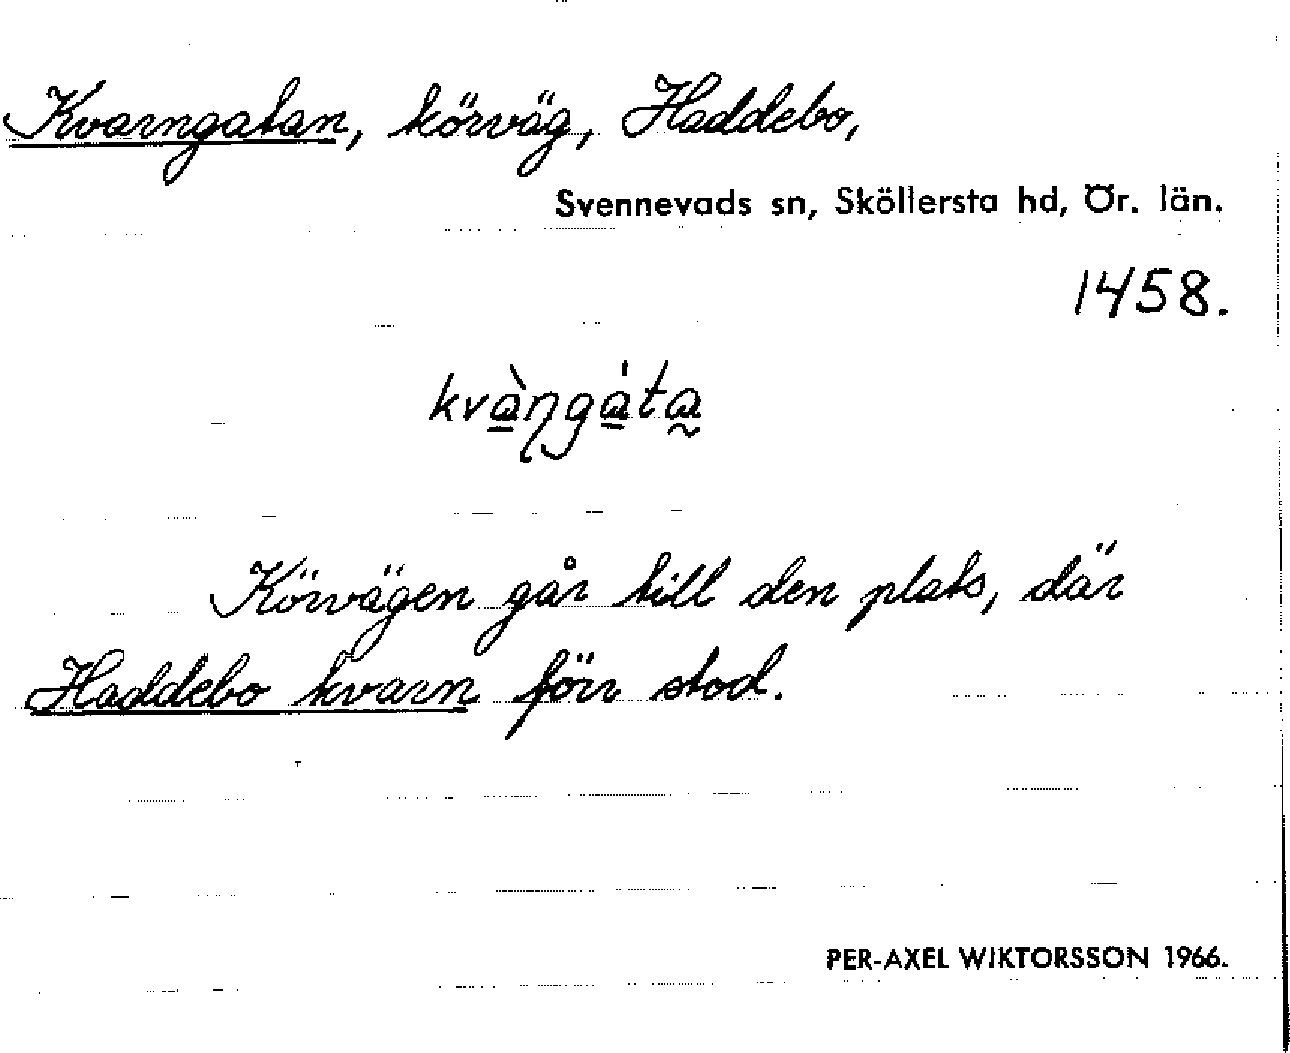 Kvarngatan, körväg, Haddebo,
Svennevads sn, Sköllersta hd, Ör. län.
1458.
kvàṇgáta
Körvägen går till den plats, där
Haddebo kvarn förr stod.
PER-AXEL WIKTORSSON 1966.